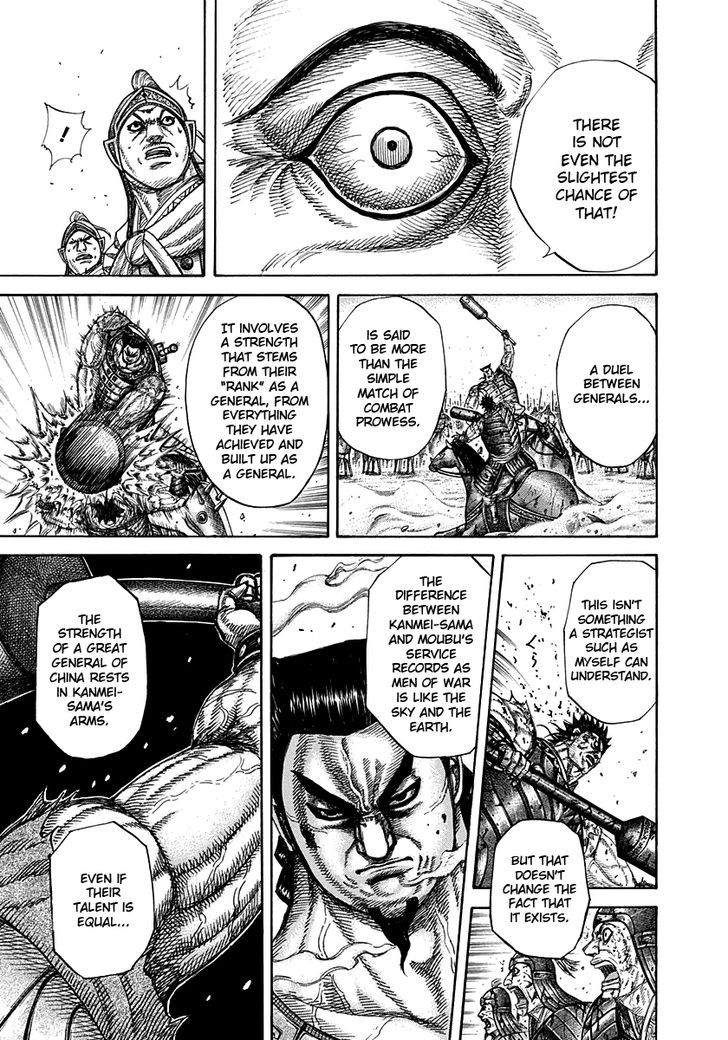 THERE
IS NOT
EVEN THE
SLIGHTEST
CHANCE OF
THAT!
!
A DUEL
BETWEEN
GENERALS...
IS SAID
TO BE MORE
THAN THE
SIMPLE
MATCH OF
COMBAT
PROWESS.
IT INVOLVES
A STRENGTH
THAT STEMS
FROM THEIR
"RANK" AS A
GENERAL, FROM
EVERYTHING
THEY HAVE
ACHIEVED AND
BUILT UP AS
A GENERAL.
THIS ISN'T
SOMETHING
A STRATEGIST
SUCH AS
MYSELF CAN
UNDERSTAND.
BUT THAT
DOESN'T
CHANGE THE
FACT THAT
IT EXISTS.
THE
DIFFERENCE
BETWEEN
KANMEI-SAMA
AND MOUBU'S
SERVICE
RECORDS AS
MEN OF WAR
IS LIKE THE
SKY AND THE
EARTH.
THE
STRENGTH
OF A GREAT
GENERAL OF
CHINA RESTS
IN KANMEI-
SAMA'S
ARMS.
EVEN IF
THEIR
TALENT IS
EQUAL...